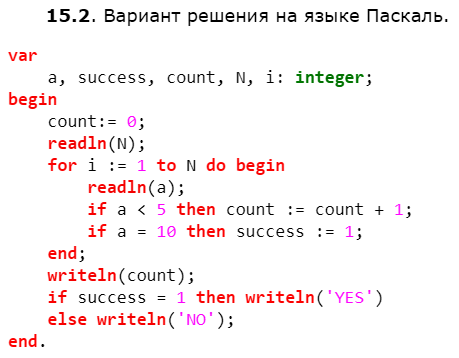 15.2. Вариант решения на языке Паскаль.
var
    a, success, count, N, i: integer;
begin
    count:= 0;
    readln(N);
    for i := 1 to N do begin
        readln(a);
        if a < 5 then count := count + 1;
        if a = 10 then success := 1;
    end;
    writeln(count);
    if success = 1 then writeln('YES')
    else writeln('NO');
end.